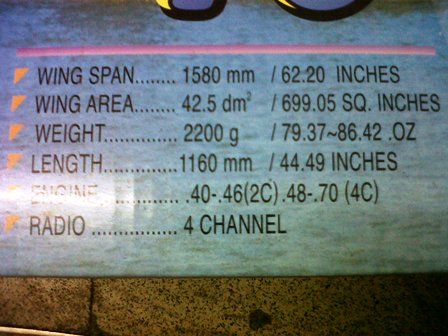 WING SPAN........ 1580 mm / 62.20 INCHES
WING AREA........ 42.5 dm² / 699.05 SQ. INCHES
WEIGHT.............. 2200 g / 79.37~86.42 .OZ
LENGTH..............1160 mm / 44.49 INCHES
ENGINE ............ .40-.46(2C) .48-.70 (4C)
RADIO ................ 4 CHANNEL